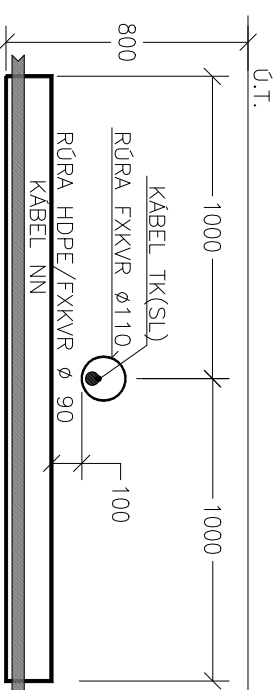 Ú.T.
800
1000
1000
KÁBEL TK(SL)
RÚRA FXKVR ø110
100
RÚRA HDPE/FXKVR ø 90
KÁBEL NN